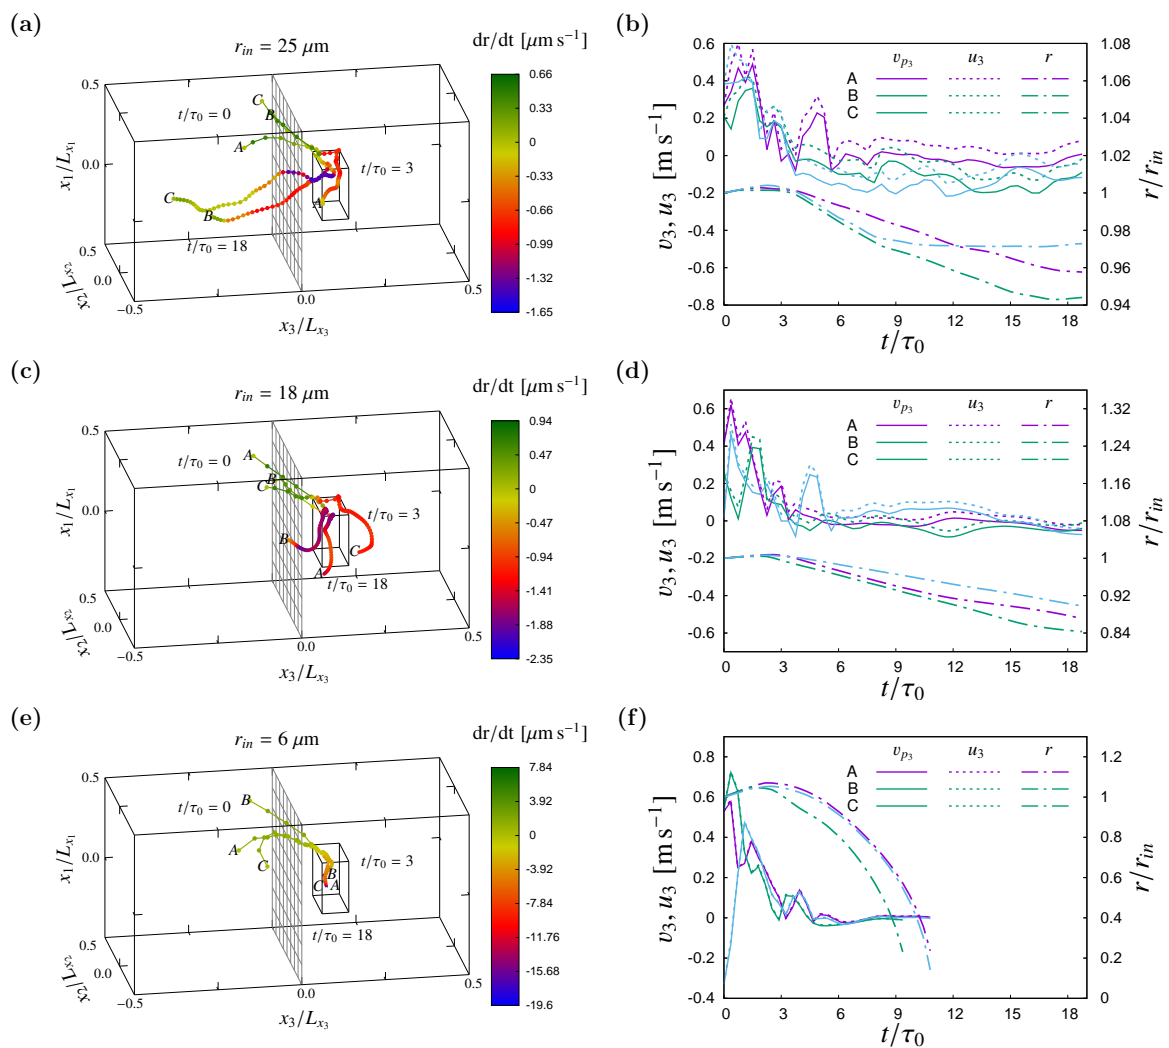 (a)
r_in = 25 μm
dr/dt [μm s⁻¹]
0.5
0.0
x₁/L_x₁
t/τ₀ = 0
C
B
A
t/τ₀ = 3
A
C
B
t/τ₀ = 18
0.5
0.0
x₂/L_x₂
−0.5
0.0
0.5
x₃/L_x₃
0.66
0.33
0
-0.33
-0.66
-0.99
-1.32
-1.65
(b)
0.6
0.4
0.2
0
-0.2
-0.4
-0.6
-0.8
v₃, u₃ [m s⁻¹]
v_p₃ u₃ r
A
B
C
1.08
1.06
1.04
1.02
1
0.98
0.96
0.94
r/r_in
0 3 6 9 12 15 18
t/τ₀
(c)
r_in = 18 μm
dr/dt [μm s⁻¹]
0.5
0.0
x₁/L_x₁
t/τ₀ = 0
A
B
C
t/τ₀ = 3
B
C
A
t/τ₀ = 18
0.5
0.0
x₂/L_x₂
−0.5
0.0
0.5
x₃/L_x₃
0.94
0.47
0
-0.47
-0.94
-1.41
-1.88
-2.35
(d)
0.6
0.4
0.2
0
-0.2
-0.4
-0.6
v₃, u₃ [m s⁻¹]
v_p₃ u₃ r
A
B
C
1.32
1.24
1.16
1.08
1
0.92
0.84
r/r_in
0 3 6 9 12 15 18
t/τ₀
(e)
r_in = 6 μm
dr/dt [μm s⁻¹]
0.5
0.0
x₁/L_x₁
t/τ₀ = 0
B
A
C
t/τ₀ = 3
B
C A
t/τ₀ = 18
0.5
0.0
x₂/L_x₂
−0.5
0.0
0.5
x₃/L_x₃
7.84
3.92
0
-3.92
-7.84
-11.76
-15.68
-19.6
(f)
0.8
0.6
0.4
0.2
0
-0.2
-0.4
v₃, u₃ [m s⁻¹]
v_p₃ u₃ r
A
B
C
1.2
1
0.8
0.6
0.4
0.2
0
r/r_in
0 3 6 9 12 15 18
t/τ₀